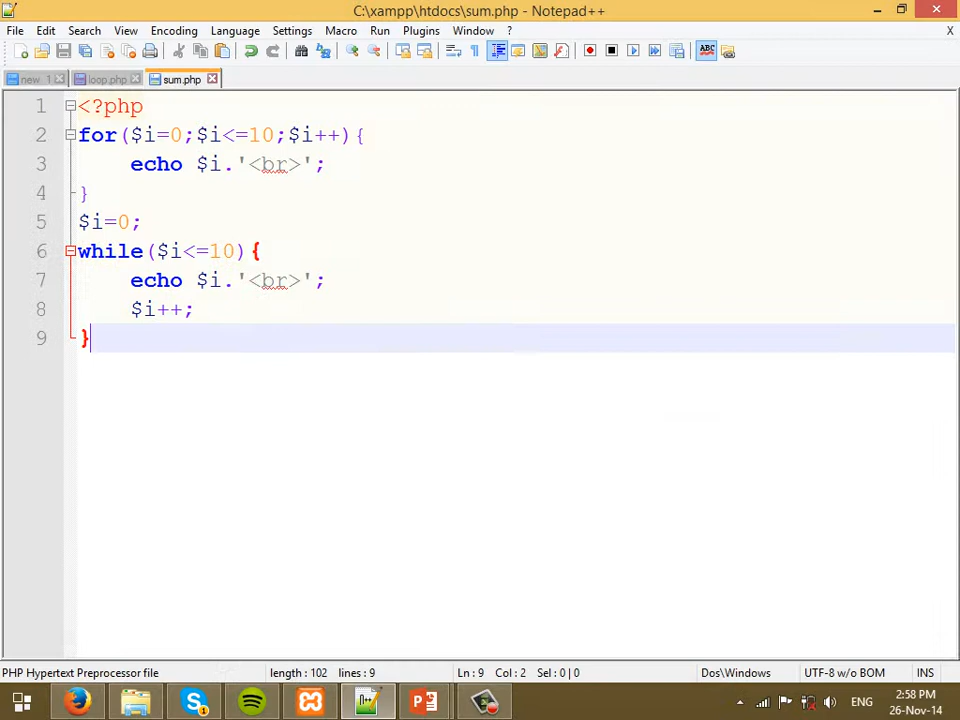 C:\xampp\htdocs\sum.php - Notepad++
File Edit Search View Encoding Language Settings Macro Run Plugins Window ? X
new 1 loop.php sum.php
1 <?php
2 for($i=0;$i<=10;$i++){
3 echo $i.'<br>';
4 }
5 $i=0;
6 while($i<=10){
7 echo $i.'<br>';
8 $i++;
9 }
PHP Hypertext Preprocessor file length : 102 lines : 9 Ln : 9 Col : 2 Sel : 0 | 0 Dos\Windows UTF-8 w/o BOM INS
ENG 2:58 PM
26-Nov-14